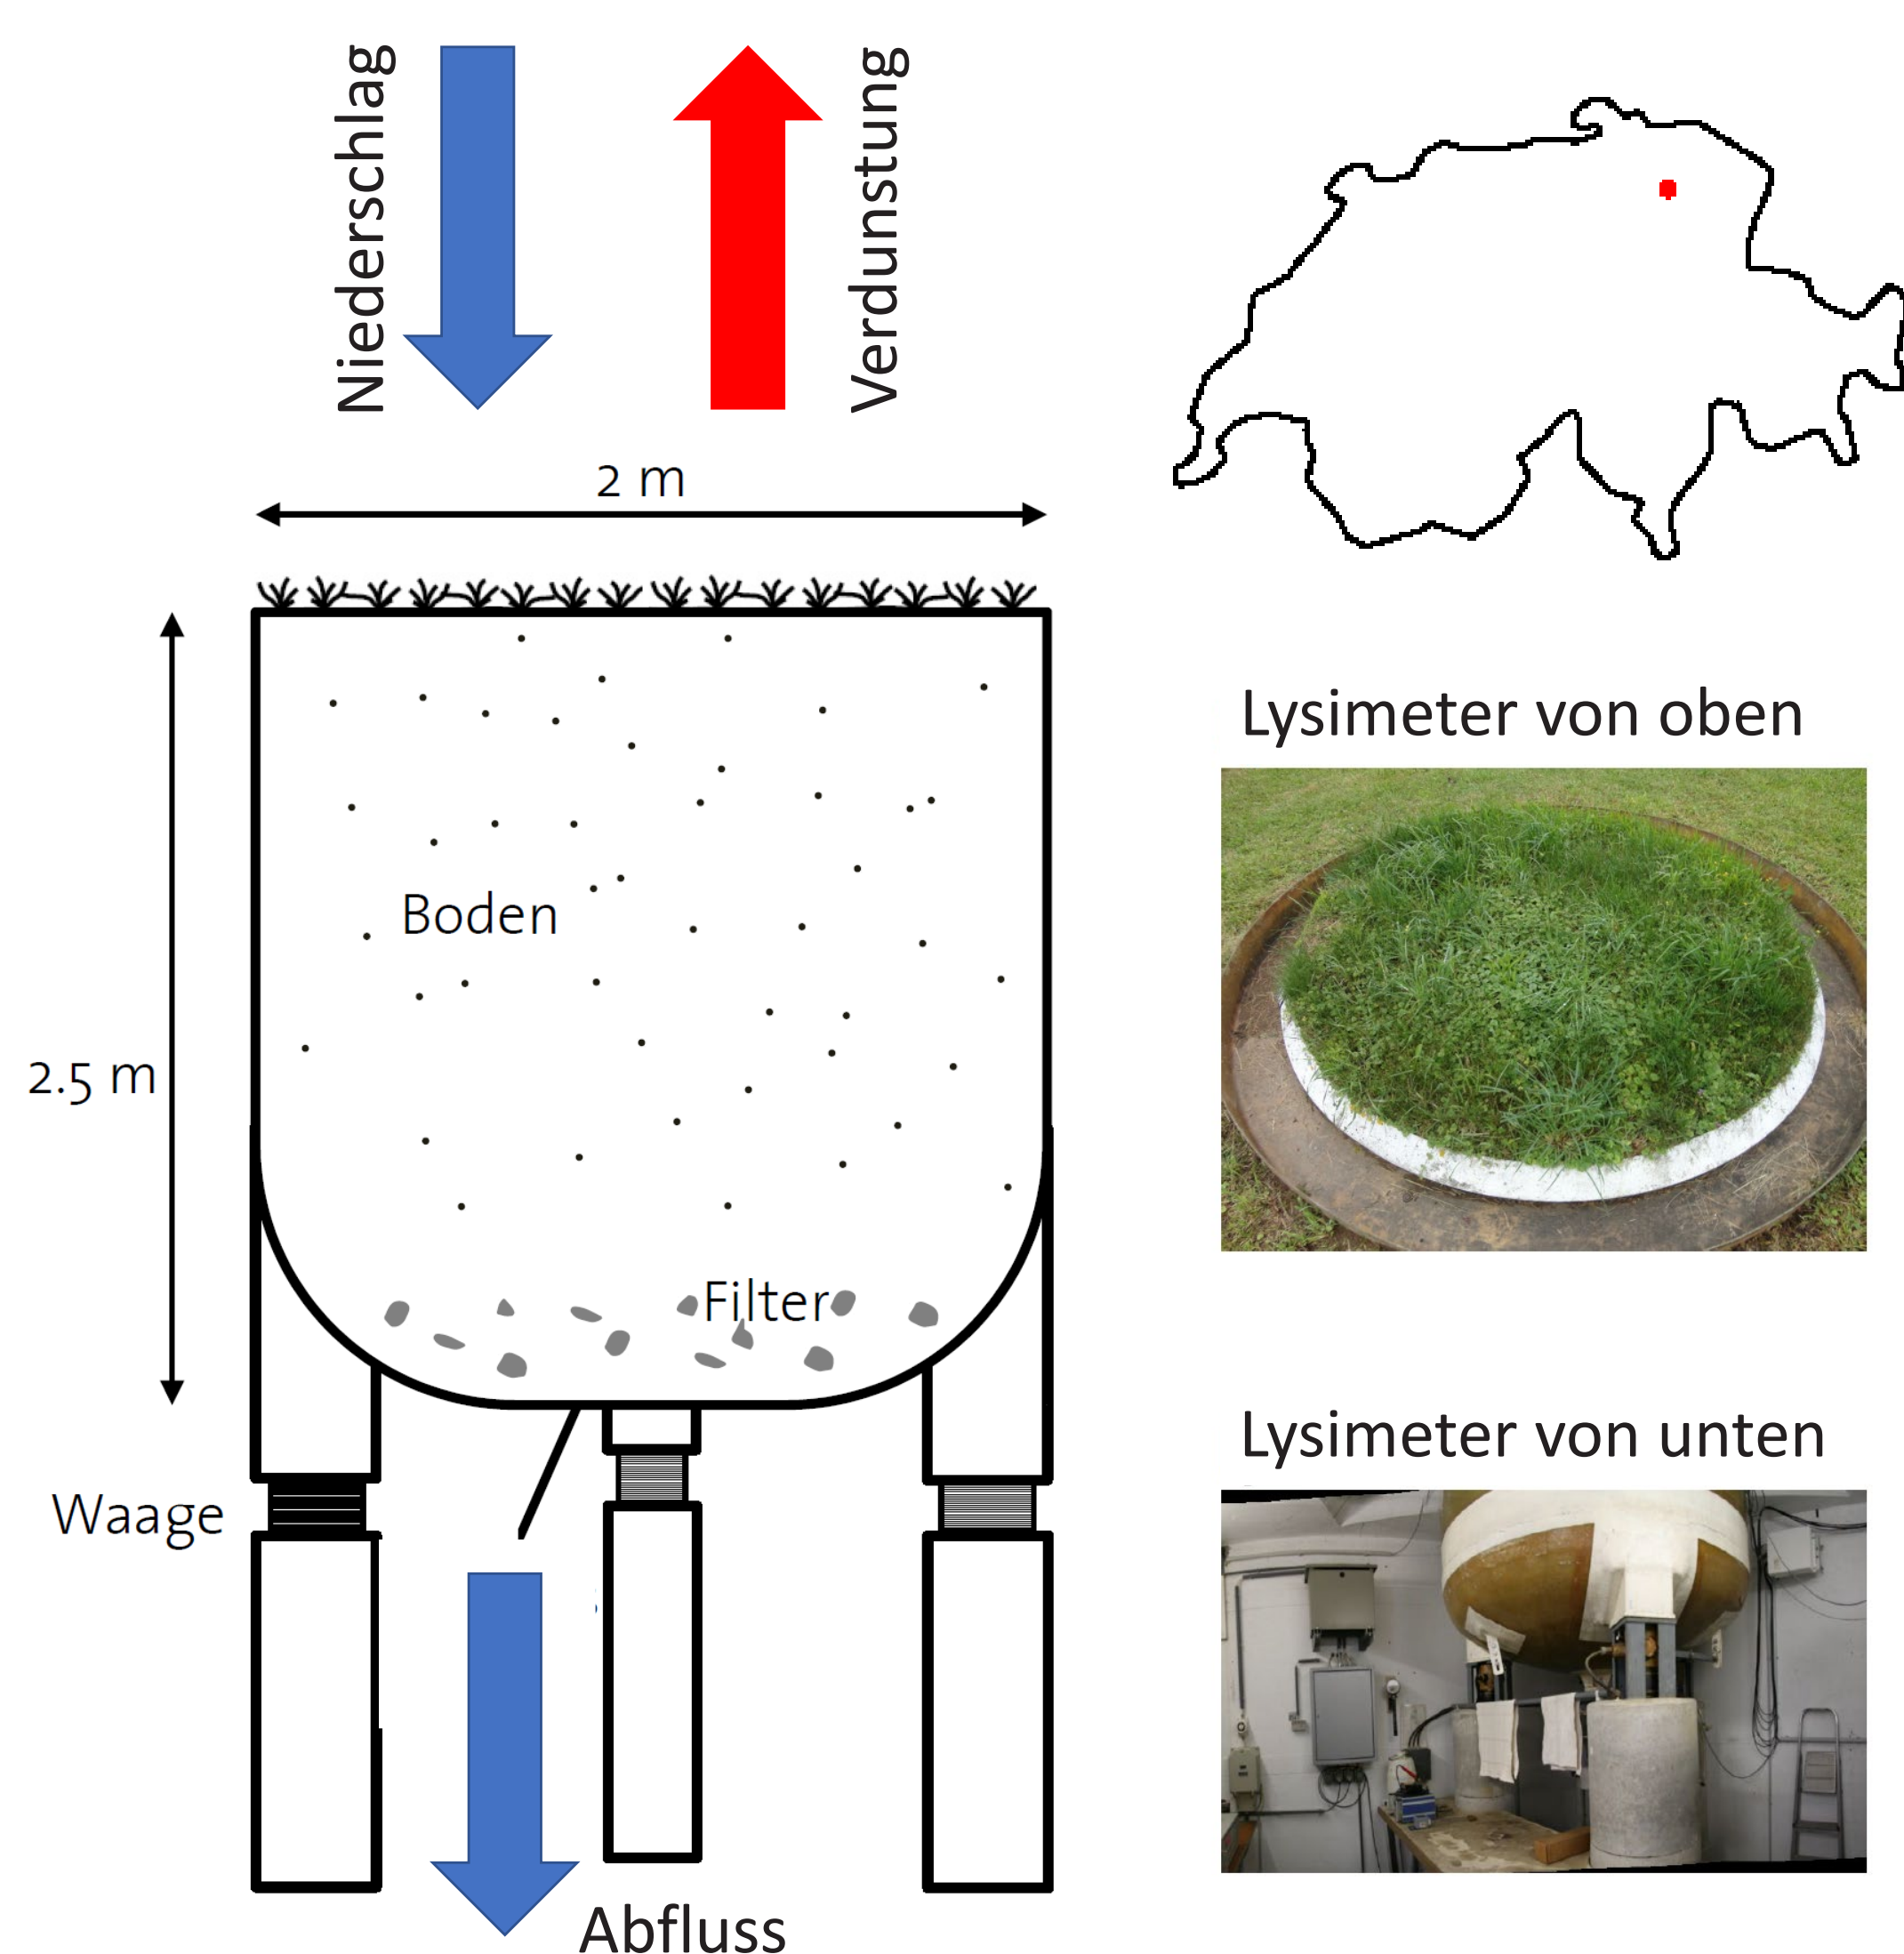 Niederschlag
Verdunstung
2 m
2.5 m
Boden
Filter
Waage
Abfluss
Lysimeter von oben
Lysimeter von unten